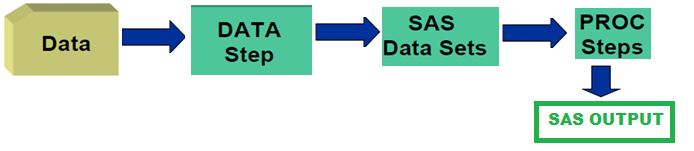 Data
DATA
Step
SAS
Data Sets
PROC
Steps
SAS OUTPUT